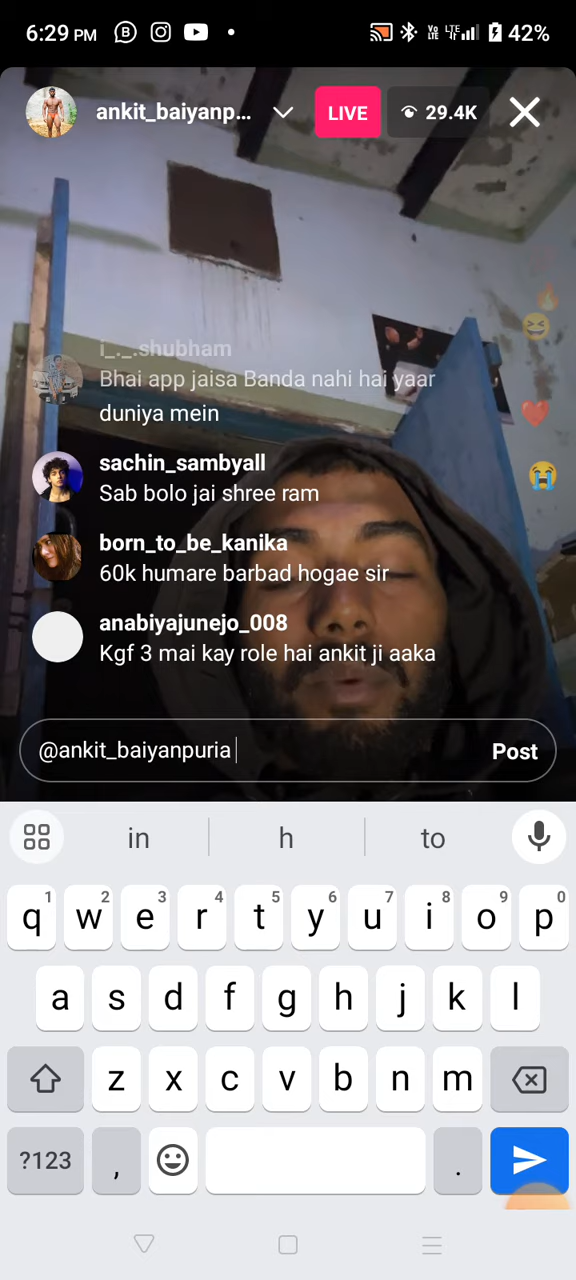 6:29 PM
42%
ankit_baiyanp...
LIVE
29.4K
i_._.shubham
Bhai app jaisa Banda nahi hai yaar
duniya mein
sachin_sambyall
Sab bolo jai shree ram
born_to_be_kanika
60k humare barbad hogae sir
anabiyajunejo_008
Kgf 3 mai kay role hai ankit ji aaka
@ankit_baiyanpuria
Post
in h to
q 1 w 2 e 3 r 4 t 5 y 6 u 7 i 8 o 9 p 0
a s d f g h j k l
z x c v b n m
?123 , .